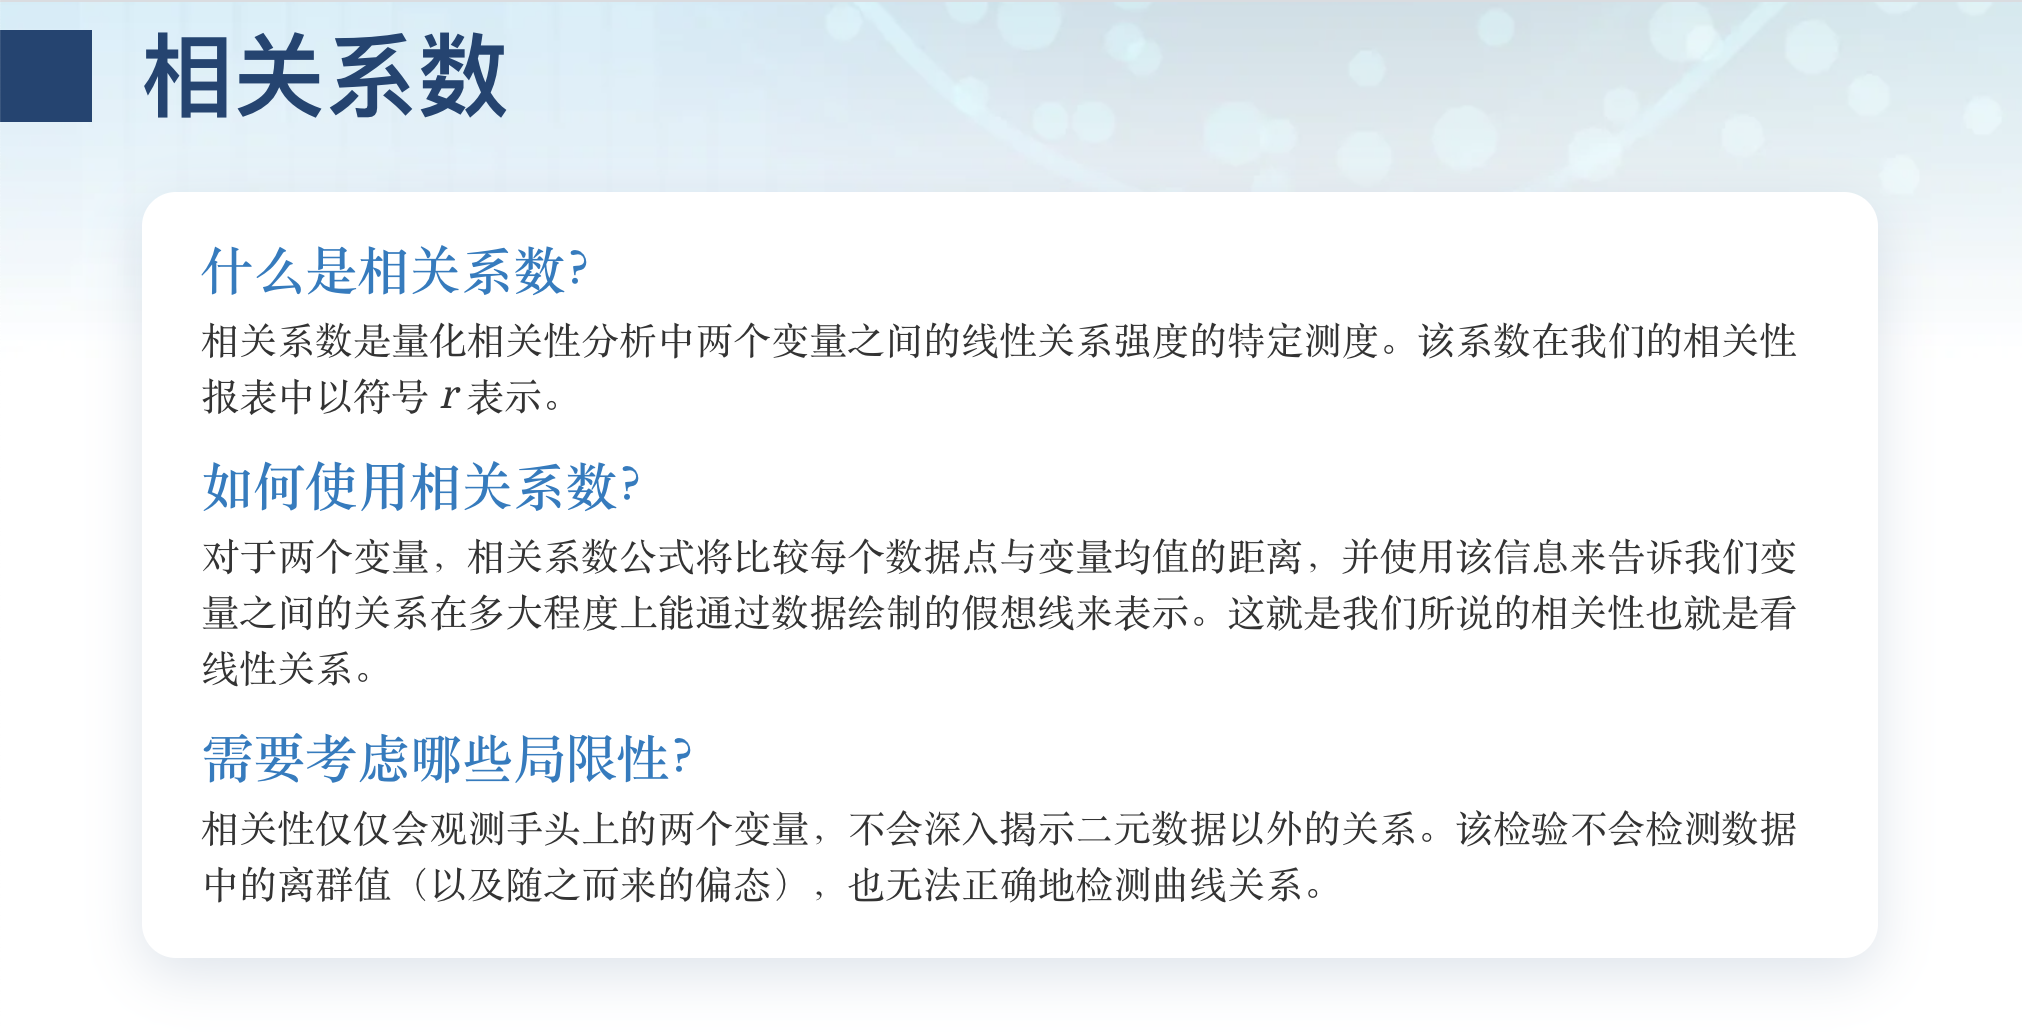 相关系数
什么是相关系数?
相关系数是量化相关性分析中两个变量之间的线性关系强度的特定测度。该系数在我们的相关性
报表中以符号 r 表示。
如何使用相关系数?
对于两个变量，相关系数公式将比较每个数据点与变量均值的距离，并使用该信息来告诉我们变
量之间的关系在多大程度上能通过数据绘制的假想线来表示。这就是我们所说的相关性也就是看
线性关系。
需要考虑哪些局限性?
相关性仅仅会观测手头上的两个变量，不会深入揭示二元数据以外的关系。该检验不会检测数据
中的离群值（以及随之而来的偏态），也无法正确地检测曲线关系。